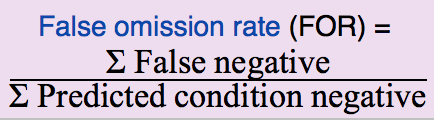 False omission rate (FOR) =
Σ False negative
Σ Predicted condition negative